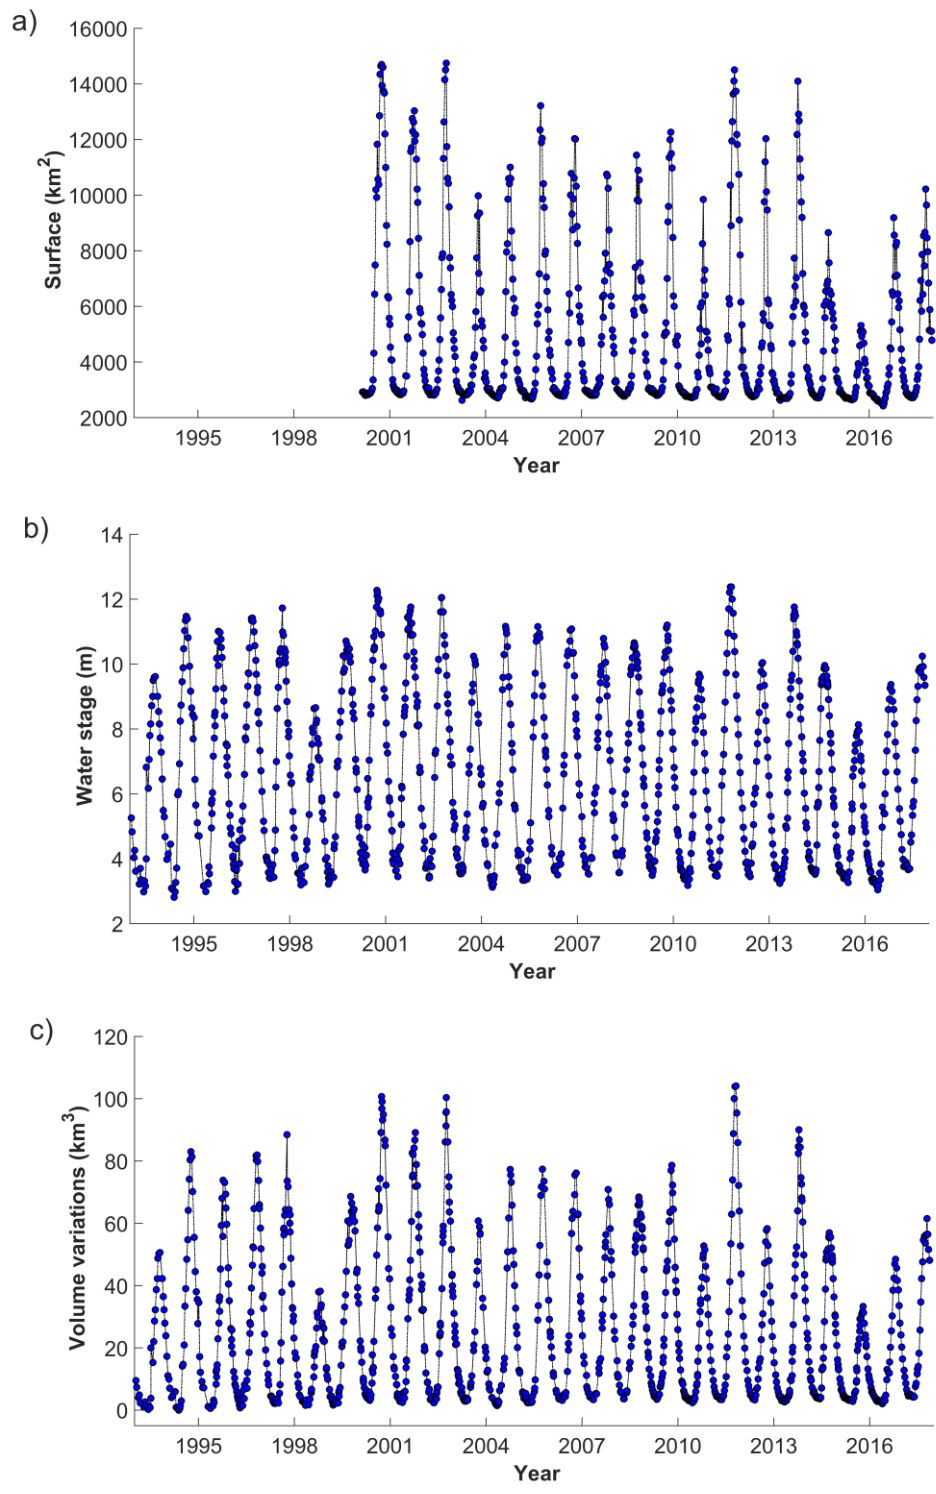 a)
16000
14000
12000
10000
8000
6000
4000
2000
Surface (km²)
1995 1998 2001 2004 2007 2010 2013 2016
Year
b)
14
12
10
8
6
4
2
Water stage (m)
1995 1998 2001 2004 2007 2010 2013 2016
Year
c)
120
100
80
60
40
20
0
Volume variations (km³)
1995 1998 2001 2004 2007 2010 2013 2016
Year